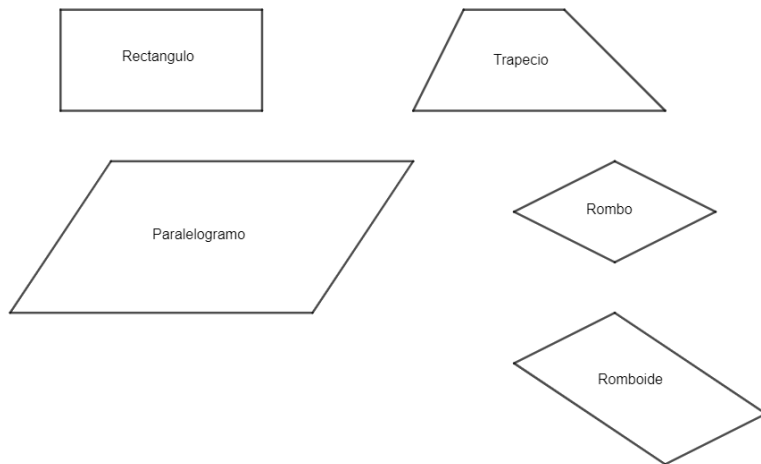 Rectangulo
Trapecio
Paralelogramo
Rombo
Romboide